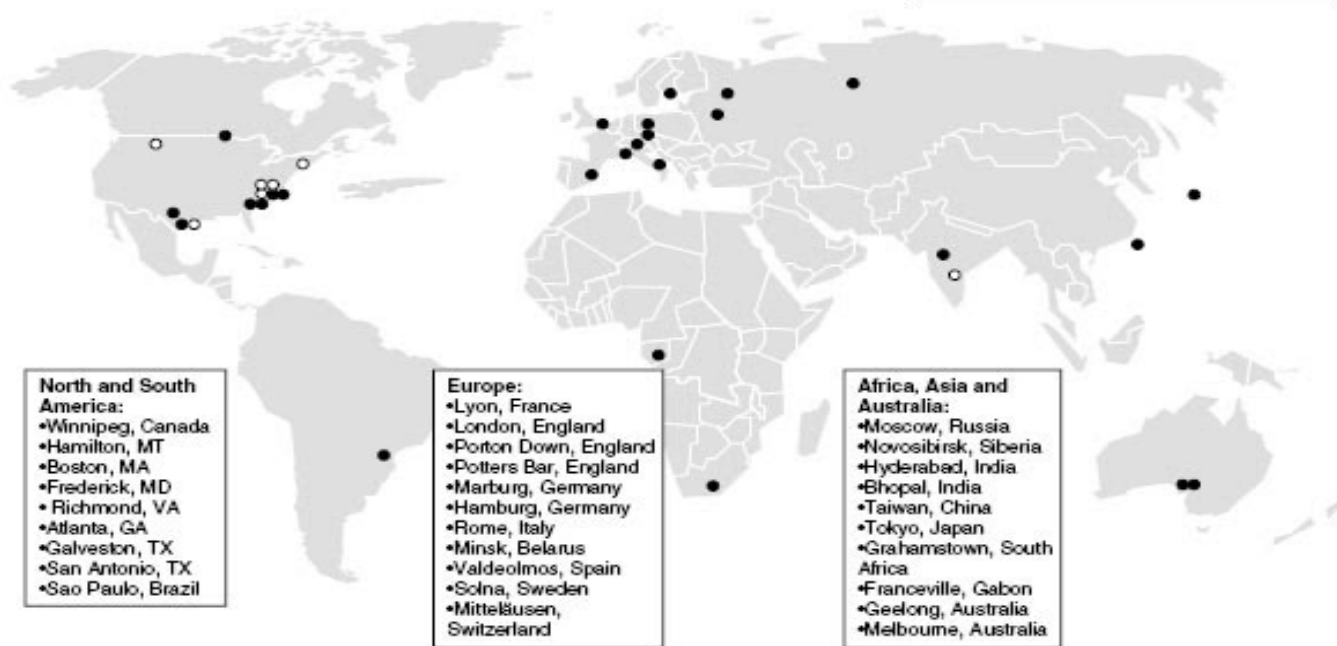 North and South
America:
•Winnipeg, Canada
•Hamilton, MT
•Boston, MA
•Frederick, MD
• Richmond, VA
•Atlanta, GA
•Galveston, TX
•San Antonio, TX
•Sao Paulo, Brazil
Europe:
•Lyon, France
•London, England
•Porton Down, England
•Potters Bar, England
•Marburg, Germany
•Hamburg, Germany
•Rome, Italy
•Minsk, Belarus
•Valdeolmos, Spain
•Solna, Sweden
•Mitteläusen,
Switzerland
Africa, Asia and
Australia:
•Moscow, Russia
•Novosibirsk, Siberia
•Hyderabad, India
•Bhopal, India
•Taiwan, China
•Tokyo, Japan
•Grahamstown, South
Africa
•Franceville, Gabon
•Geelong, Australia
•Melbourne, Australia